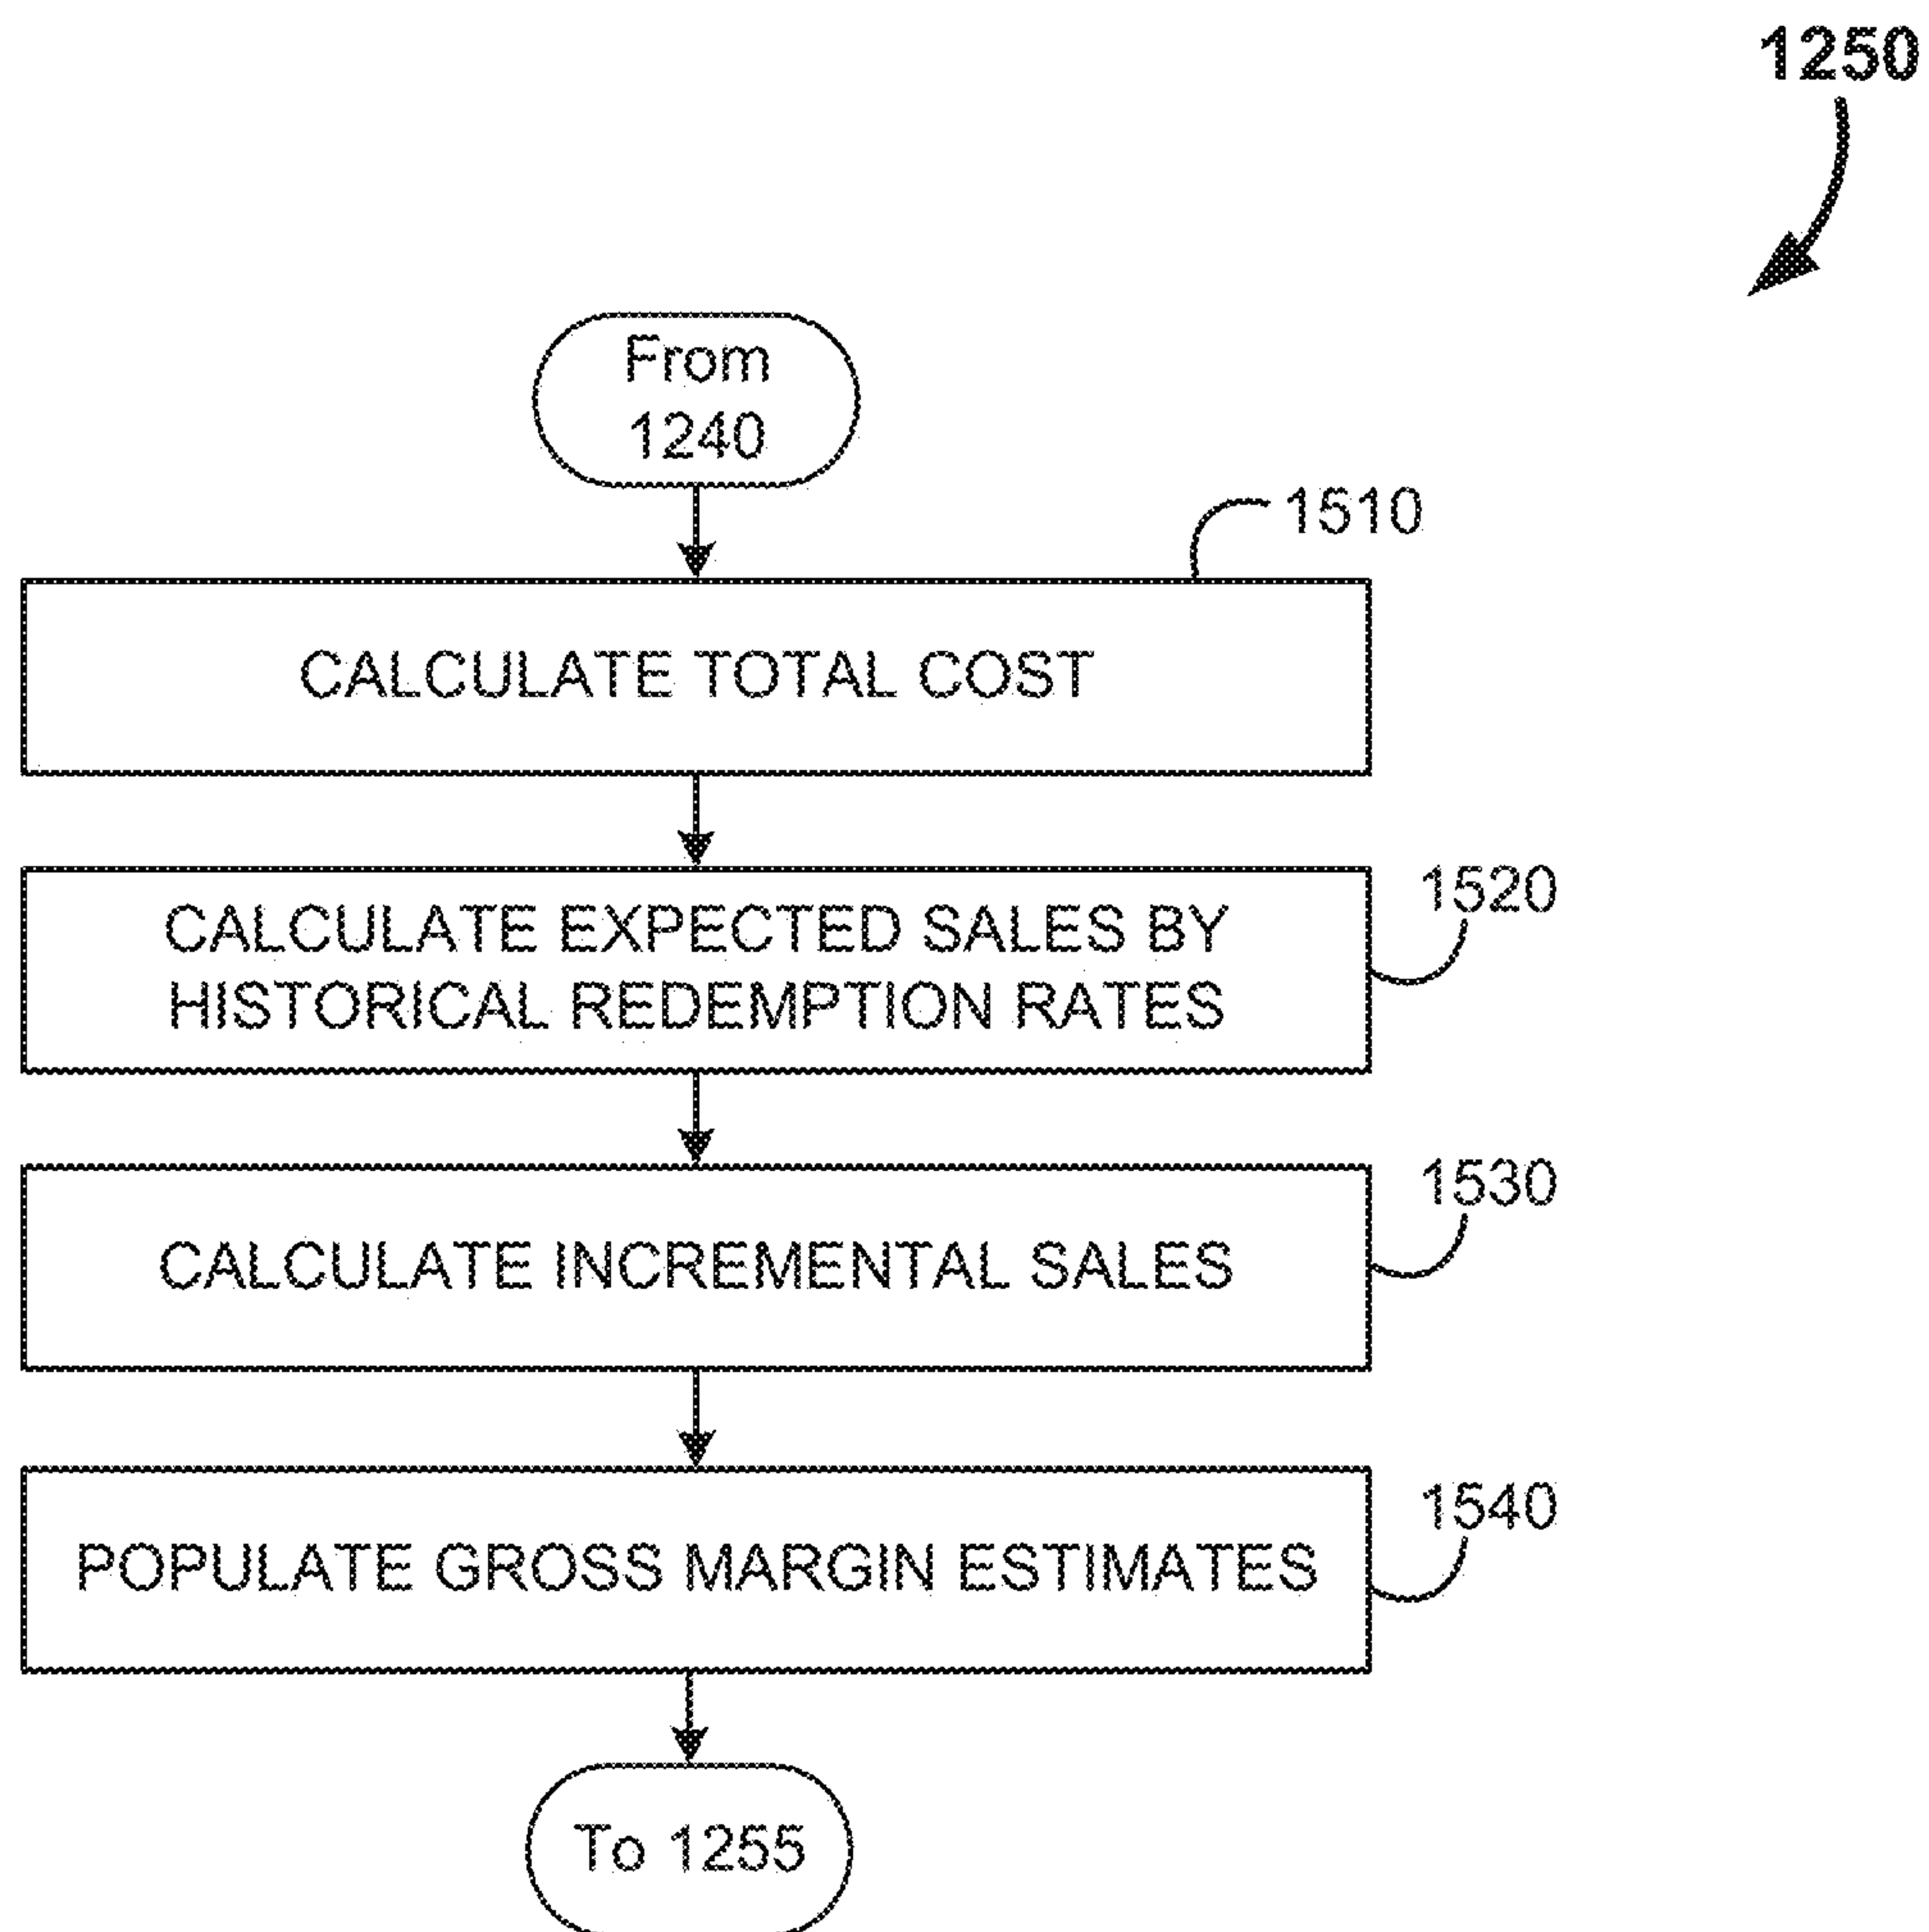 1250
From
1240
1510
CALCULATE TOTAL COST
1520
CALCULATE EXPECTED SALES BY
HISTORICAL REDEMPTION RATES
1530
CALCULATE INCREMENTAL SALES
1540
POPULATE GROSS MARGIN ESTIMATES
To 1255